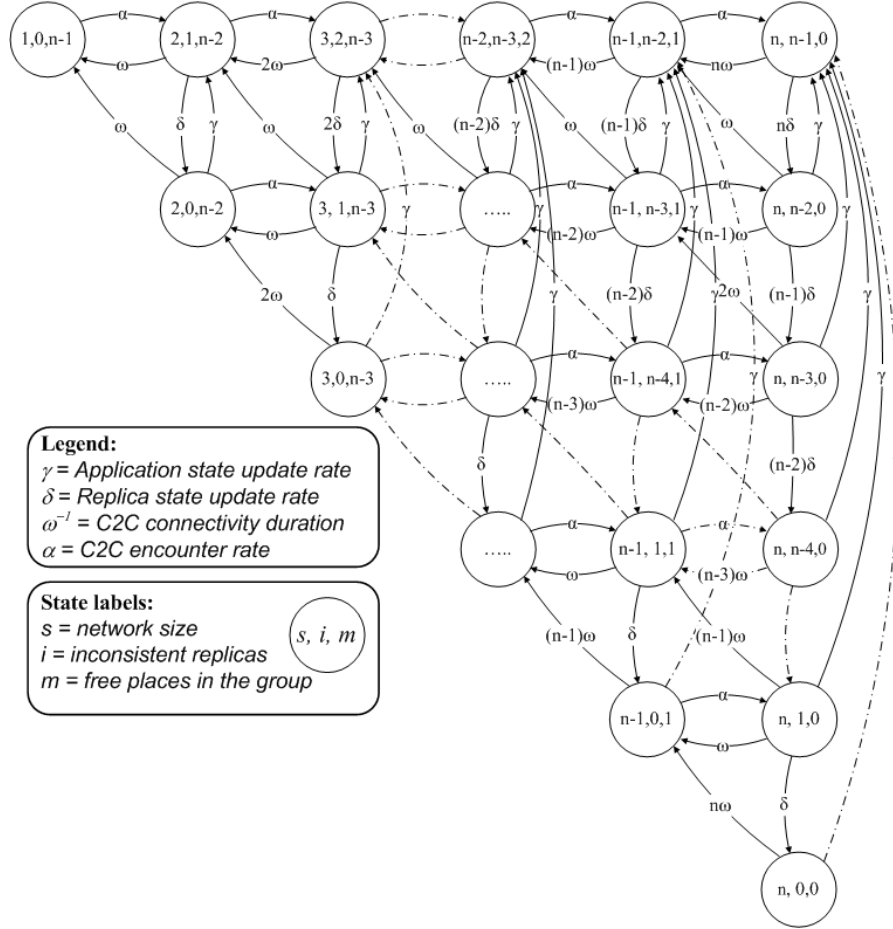 α α α α
1,0,n-1 2,1,n-2 3,2,n-3 n-2,n-3,2 n-1,n-2,1 n, n-1,0
ω 2ω (n-1)ω nω
ω δ γ ω 2δ γ ω (n-2)δ γ ω (n-1)δ γ ω nδ γ
α α α
2,0,n-2 3, 1,n-3 ..... n-1, n-3,1 n, n-2,0
γ γ γ γ
ω (n-2)ω (n-1)ω
2ω δ γ (n-2)δ γ 2ω (n-1)δ γ
α α
3,0,n-3 ..... n-1, n-4,1 n, n-3,0
γ γ
(n-3)ω (n-2)ω
δ (n-2)δ
α α
..... n-1, 1,1 n, n-4,0
ω (n-3)ω
(n-1)ω δ (n-1)ω
α
n-1,0,1 n, 1,0
ω
nω δ
n, 0,0
Legend:
γ = Application state update rate
δ = Replica state update rate
ω⁻¹ = C2C connectivity duration
α = C2C encounter rate
State labels:
s = network size
i = inconsistent replicas
m = free places in the group
s, i, m